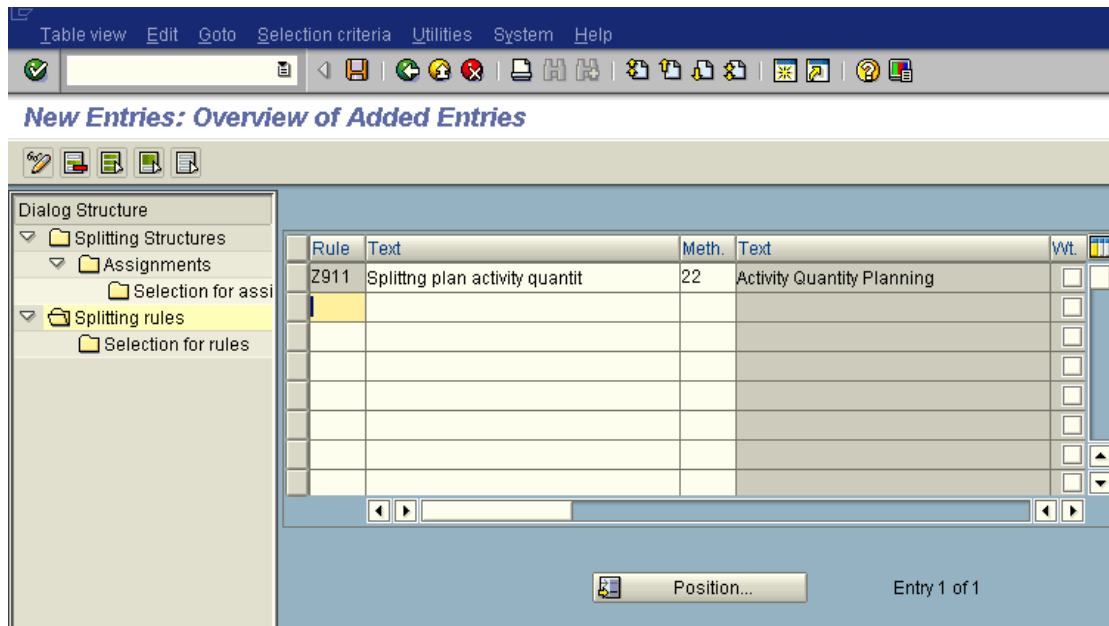 Table view Edit Goto Selection criteria Utilities System Help
New Entries: Overview of Added Entries
Dialog Structure
Splitting Structures
Assignments
Selection for assi
Splitting rules
Selection for rules
Rule Text Meth. Text Wt.
Z911 Splittng plan activity quantit 22 Activity Quantity Planning
Position... Entry 1 of 1